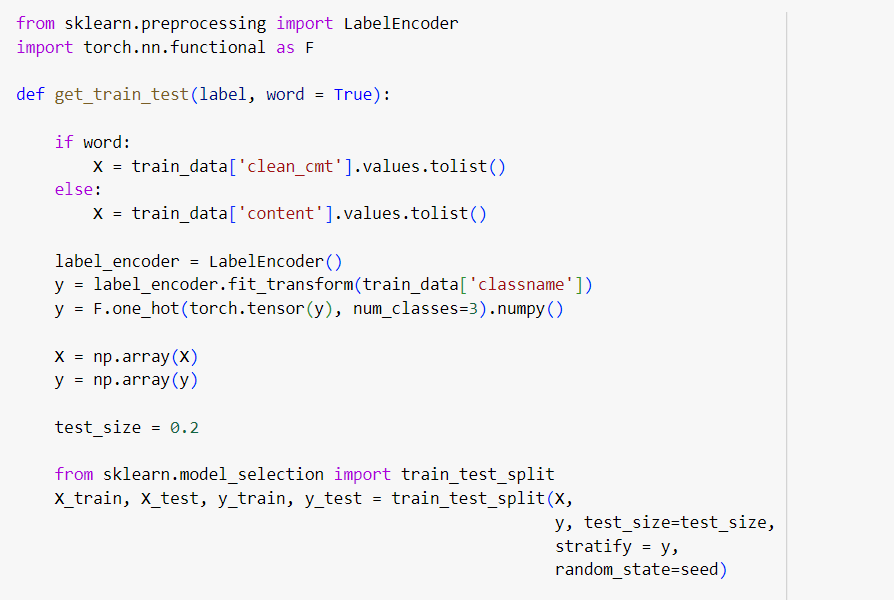 from sklearn.preprocessing import LabelEncoder
import torch.nn.functional as F
def get_train_test(label, word = True):
    if word:
        X = train_data['clean_cmt'].values.tolist()
    else:
        X = train_data['content'].values.tolist()
    label_encoder = LabelEncoder()
    y = label_encoder.fit_transform(train_data['classname'])
    y = F.one_hot(torch.tensor(y), num_classes=3).numpy()
    X = np.array(X)
    y = np.array(y)
    test_size = 0.2
    from sklearn.model_selection import train_test_split
    X_train, X_test, y_train, y_test = train_test_split(X,
                                                        y, test_size=test_size,
                                                        stratify = y,
                                                        random_state=seed)